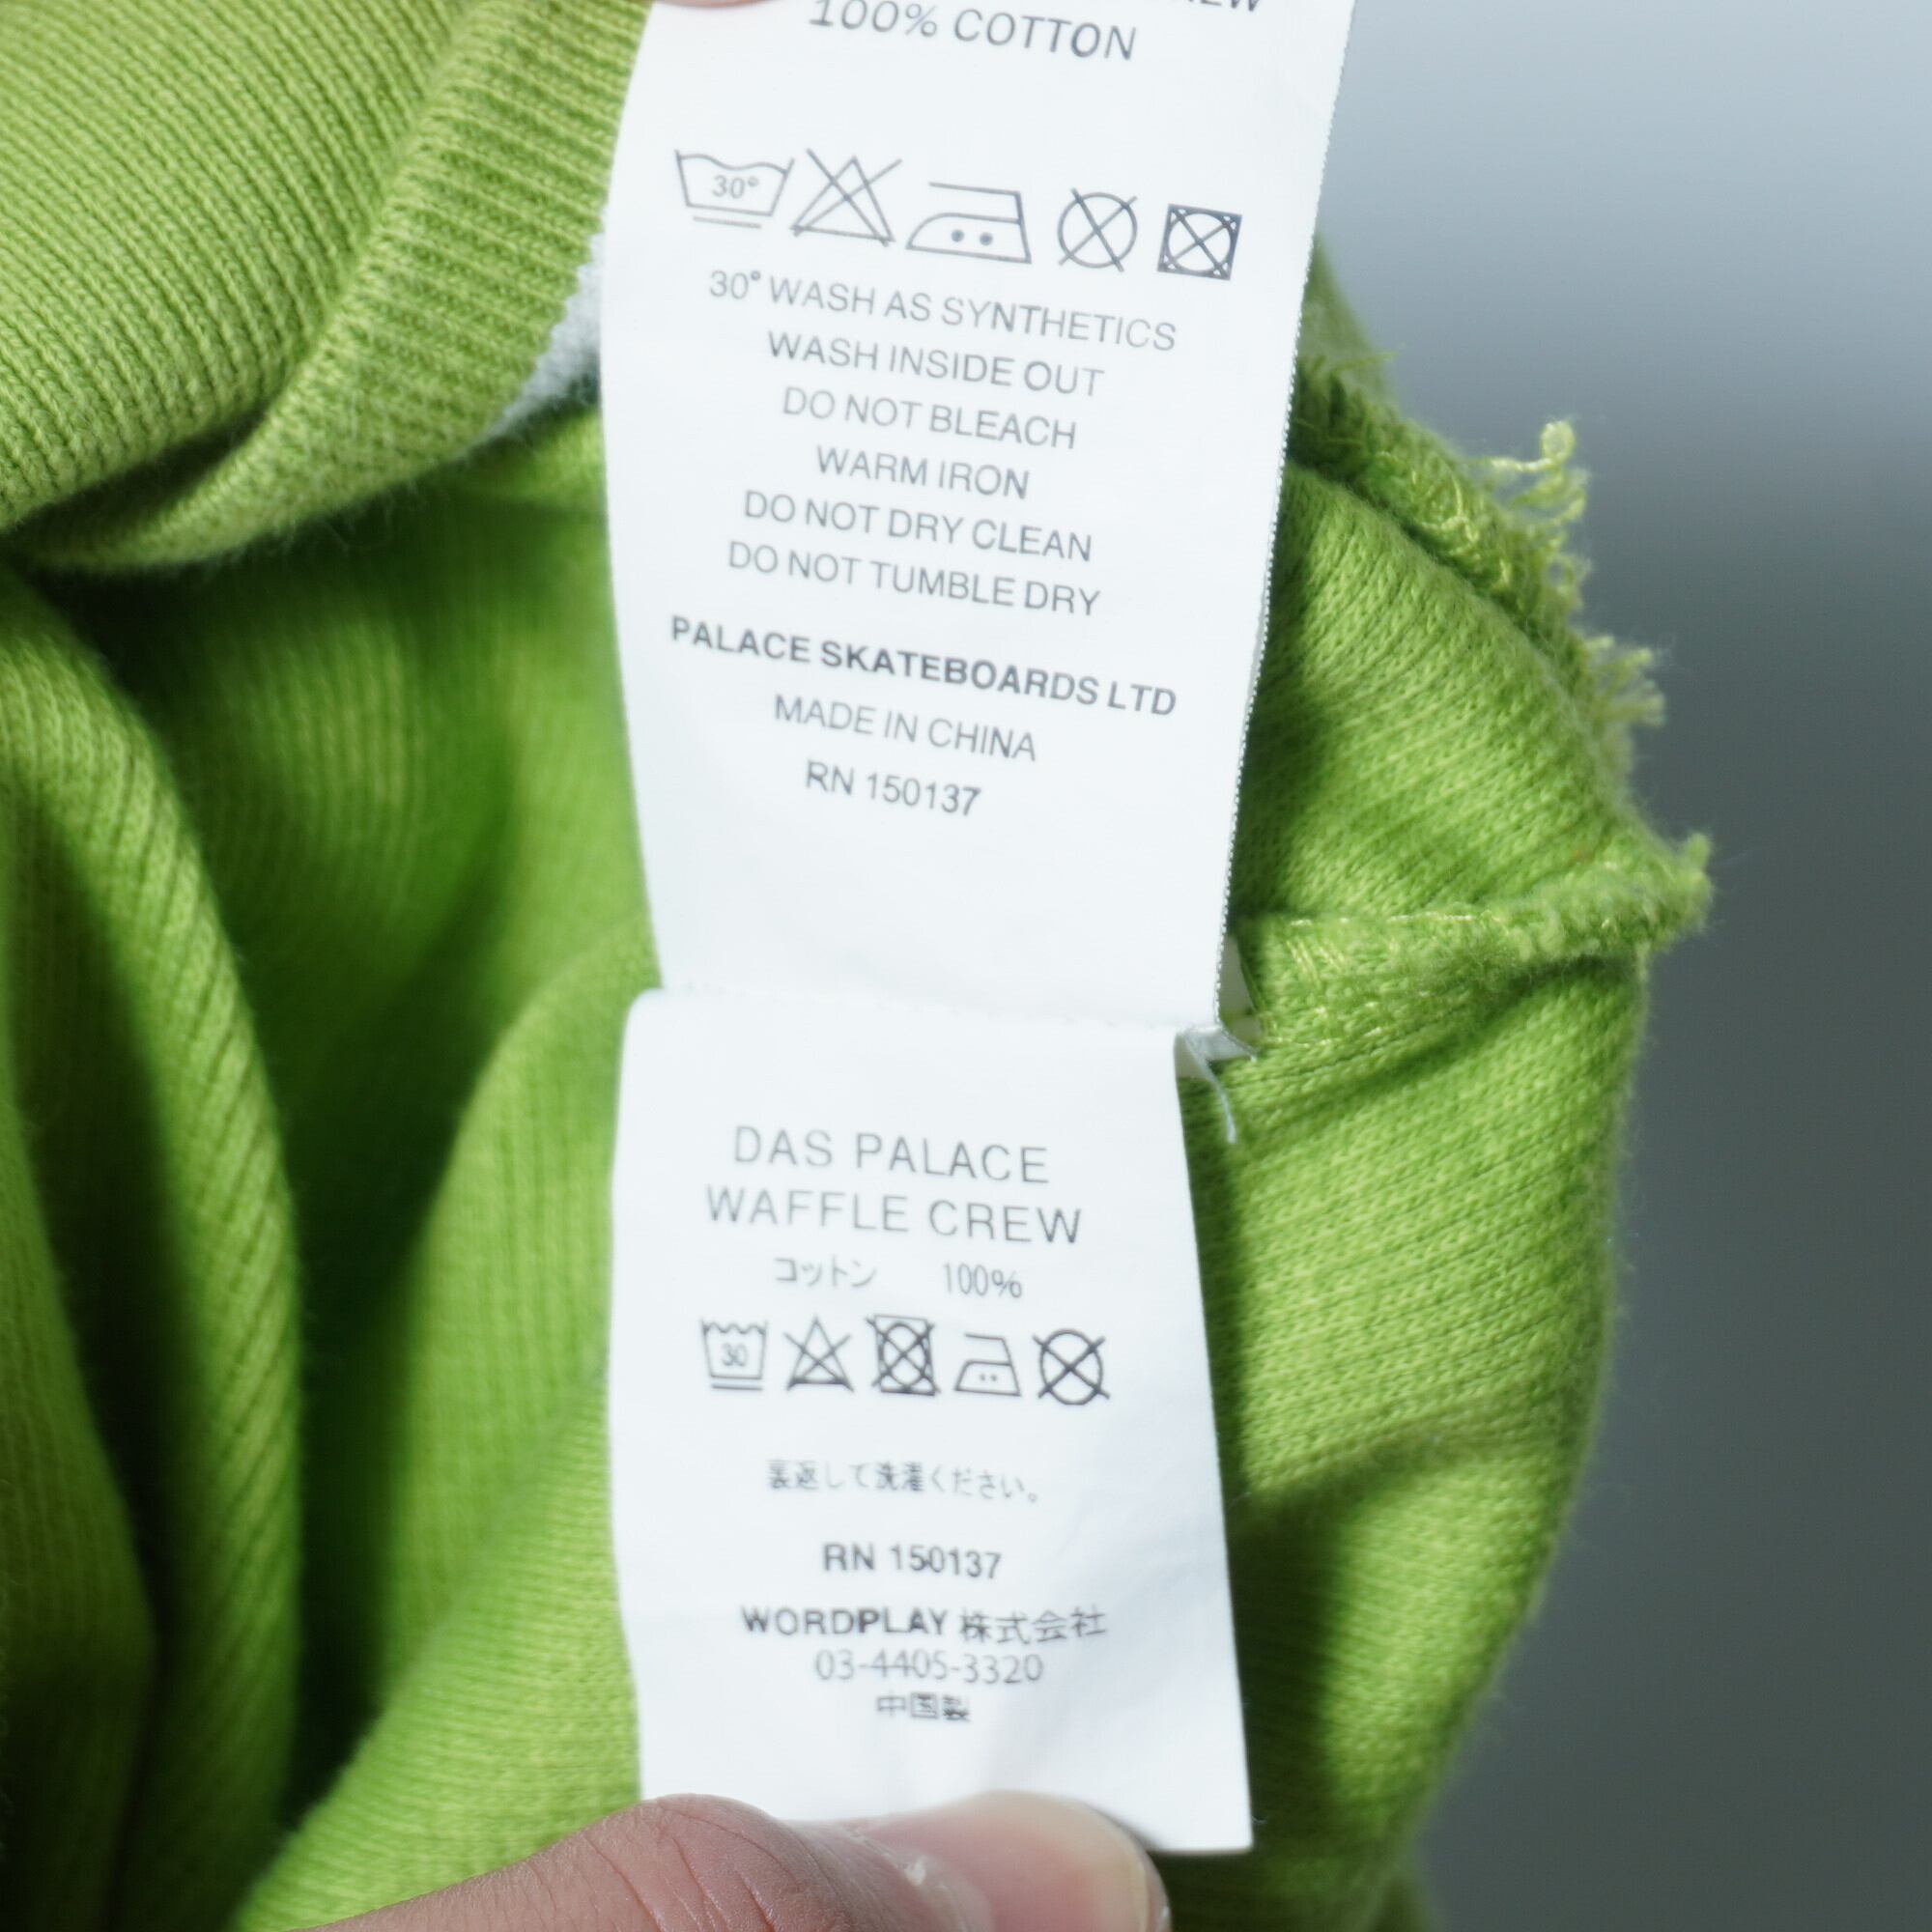 100% COTTON
30°
30° WASH AS SYNTHETICS
WASH INSIDE OUT
DO NOT BLEACH
WARM IRON
DO NOT DRY CLEAN
DO NOT TUMBLE DRY
PALACE SKATEBOARDS LTD
MADE IN CHINA
RN 150137
DAS PALACE
WAFFLE CREW
コットン 100%
30
裏返して洗濯ください。
RN 150137
WORDPLAY 株式会社
03-4405-3320
中国製